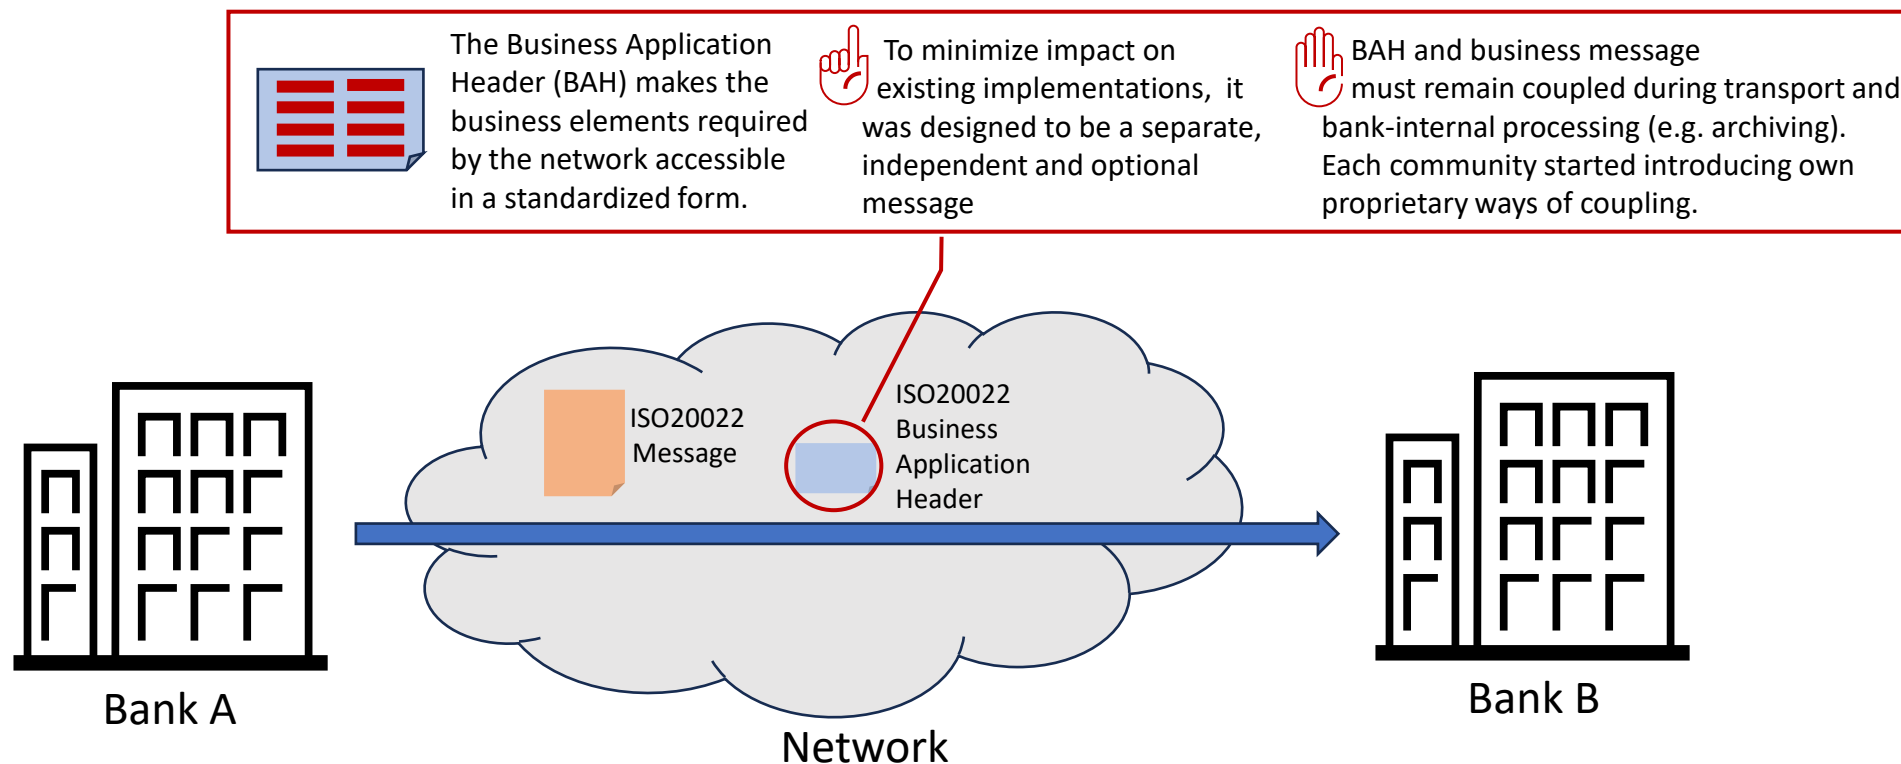 The Business Application
Header (BAH) makes the
business elements required
by the network accessible
in a standardized form.
To minimize impact on
existing implementations,  it
was designed to be a separate,
independent and optional
message
BAH and business message
must remain coupled during transport and
bank-internal processing (e.g. archiving).
Each community started introducing own
proprietary ways of coupling.
ISO20022
Message
ISO20022
Business
Application
Header
Bank A
Bank B
Network